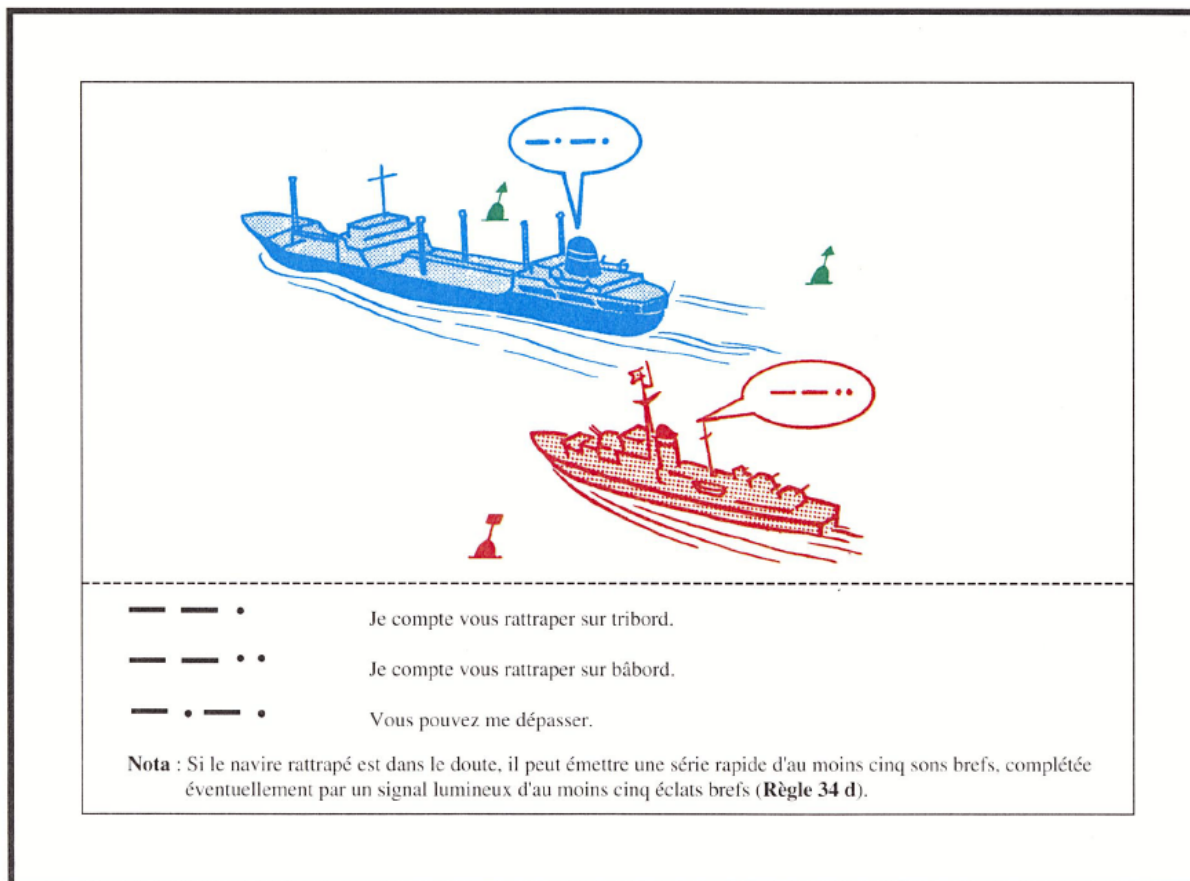 — · — ·
— — · ·
— — · Je compte vous rattraper sur tribord.
— — · · Je compte vous rattraper sur bâbord.
— · — · Vous pouvez me dépasser.
Nota : Si le navire rattrapé est dans le doute, il peut émettre une série rapide d'au moins cinq sons brefs, complétée
éventuellement par un signal lumineux d'au moins cinq éclats brefs (Règle 34 d).